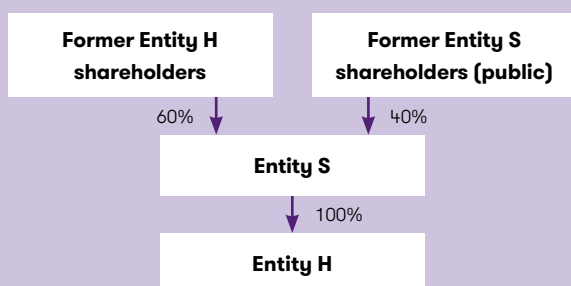 Former Entity H
shareholders
Former Entity S
shareholders (public)
60%
40%
Entity S
100%
Entity H